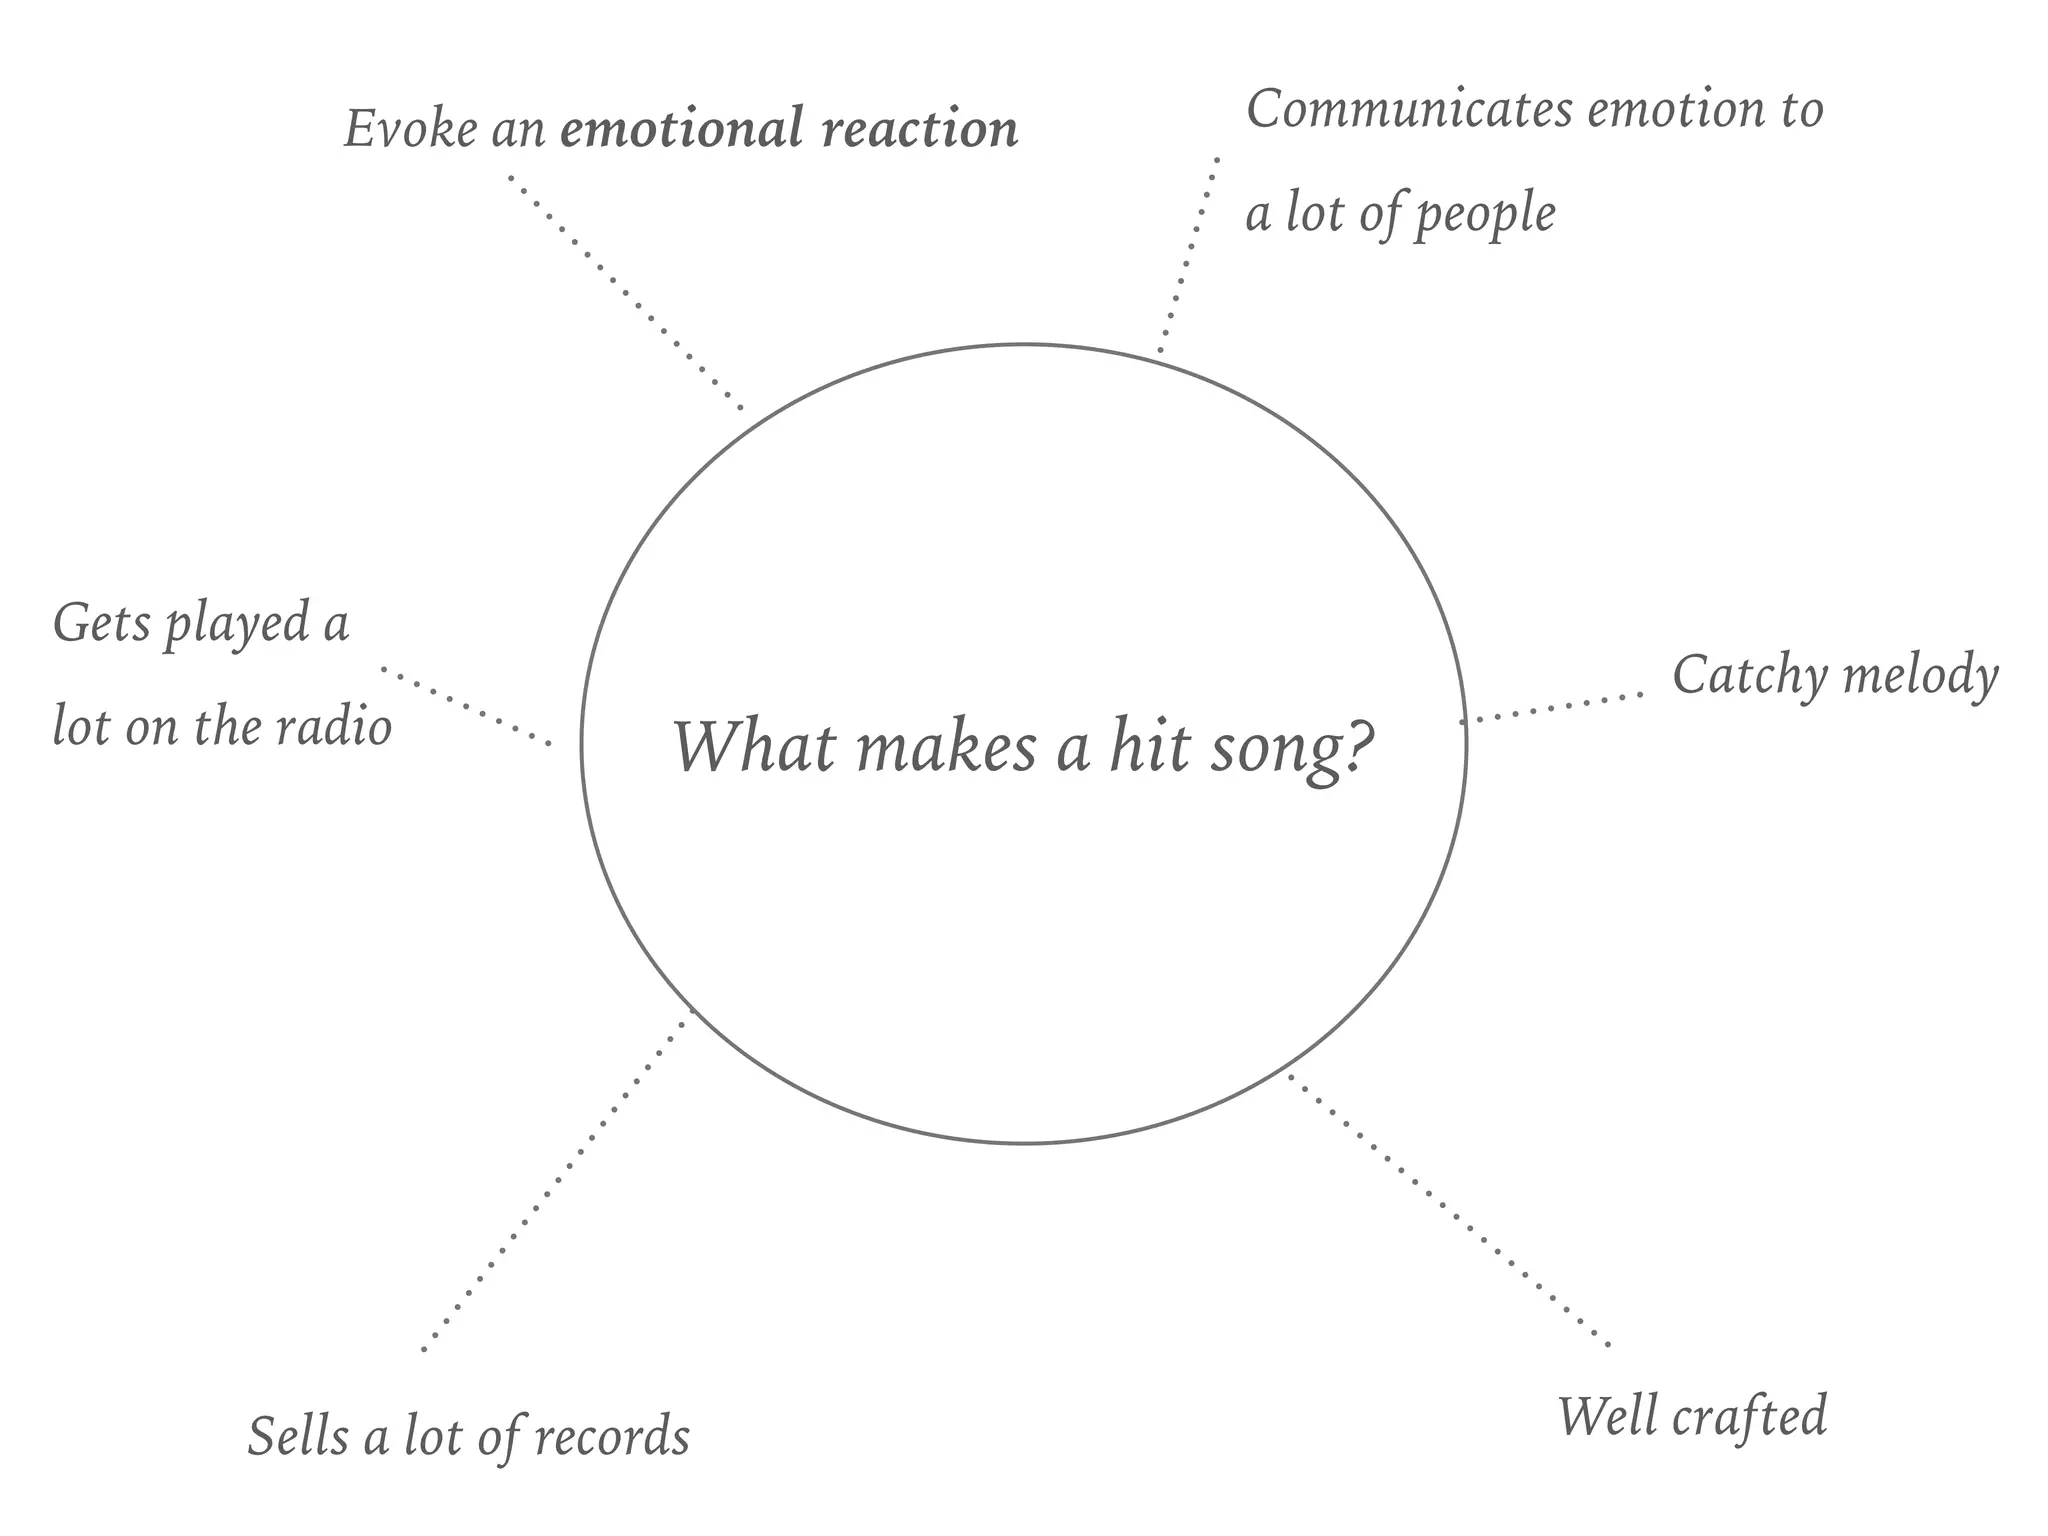 Evoke an emotional reaction
Communicates emotion to
a lot of people
Gets played a
lot on the radio
Catchy melody
What makes a hit song?
Sells a lot of records
Well crafted